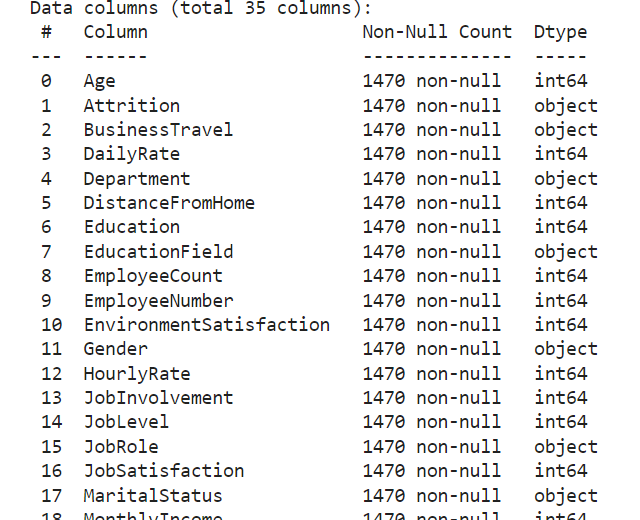 Data columns (total 35 columns):
 #   Column                    Non-Null Count  Dtype
---  ------                    --------------  -----
 0   Age                       1470 non-null   int64
 1   Attrition                 1470 non-null   object
 2   BusinessTravel            1470 non-null   object
 3   DailyRate                 1470 non-null   int64
 4   Department                1470 non-null   object
 5   DistanceFromHome          1470 non-null   int64
 6   Education                 1470 non-null   int64
 7   EducationField            1470 non-null   object
 8   EmployeeCount             1470 non-null   int64
 9   EmployeeNumber            1470 non-null   int64
 10  EnvironmentSatisfaction   1470 non-null   int64
 11  Gender                    1470 non-null   object
 12  HourlyRate                1470 non-null   int64
 13  JobInvolvement            1470 non-null   int64
 14  JobLevel                  1470 non-null   int64
 15  JobRole                   1470 non-null   object
 16  JobSatisfaction           1470 non-null   int64
 17  MaritalStatus             1470 non-null   object
 18  MonthlyIncome             1470 non-null   int64